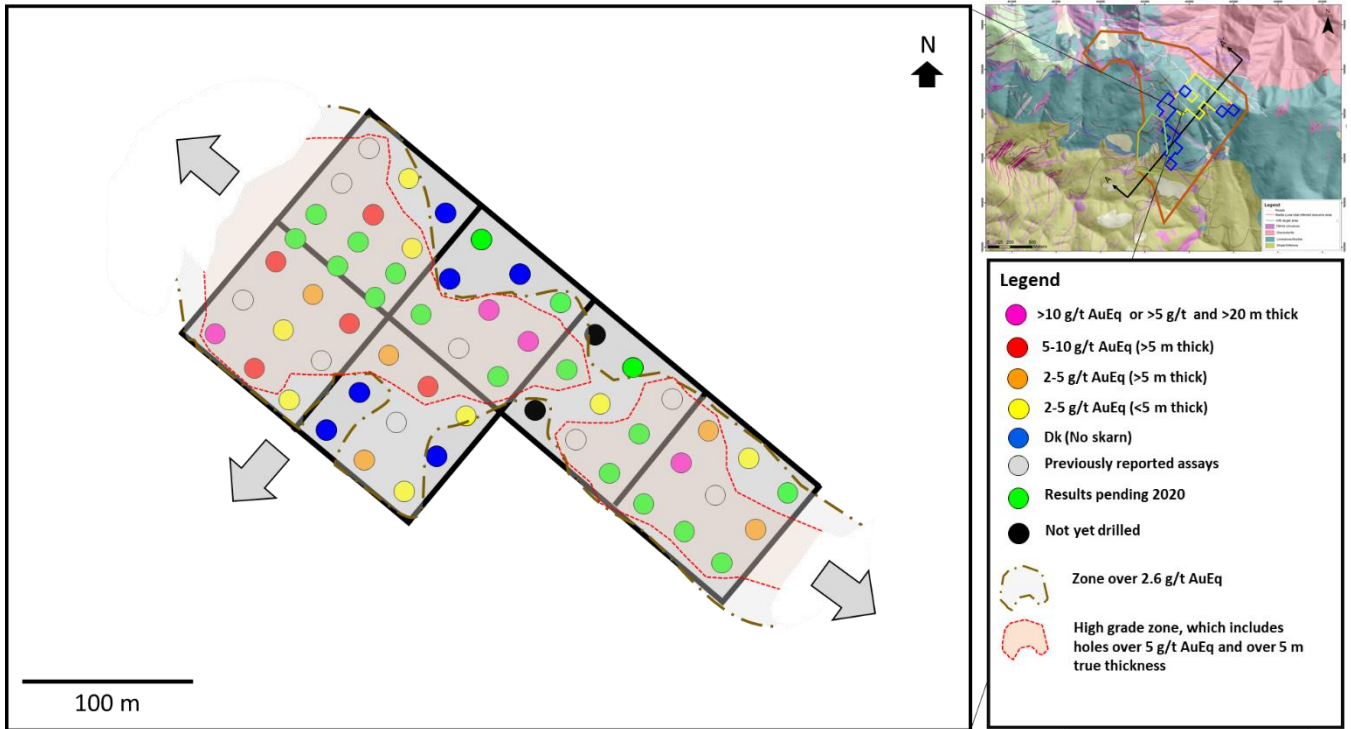 N
100 m
Legend
>10 g/t AuEq or >5 g/t and >20 m thick
5-10 g/t AuEq (>5 m thick)
2-5 g/t AuEq (>5 m thick)
2-5 g/t AuEq (<5 m thick)
Dk (No skarn)
Previously reported assays
Results pending 2020
Not yet drilled
Zone over 2.6 g/t AuEq
High grade zone, which includes
holes over 5 g/t AuEq and over 5 m
true thickness
Legend